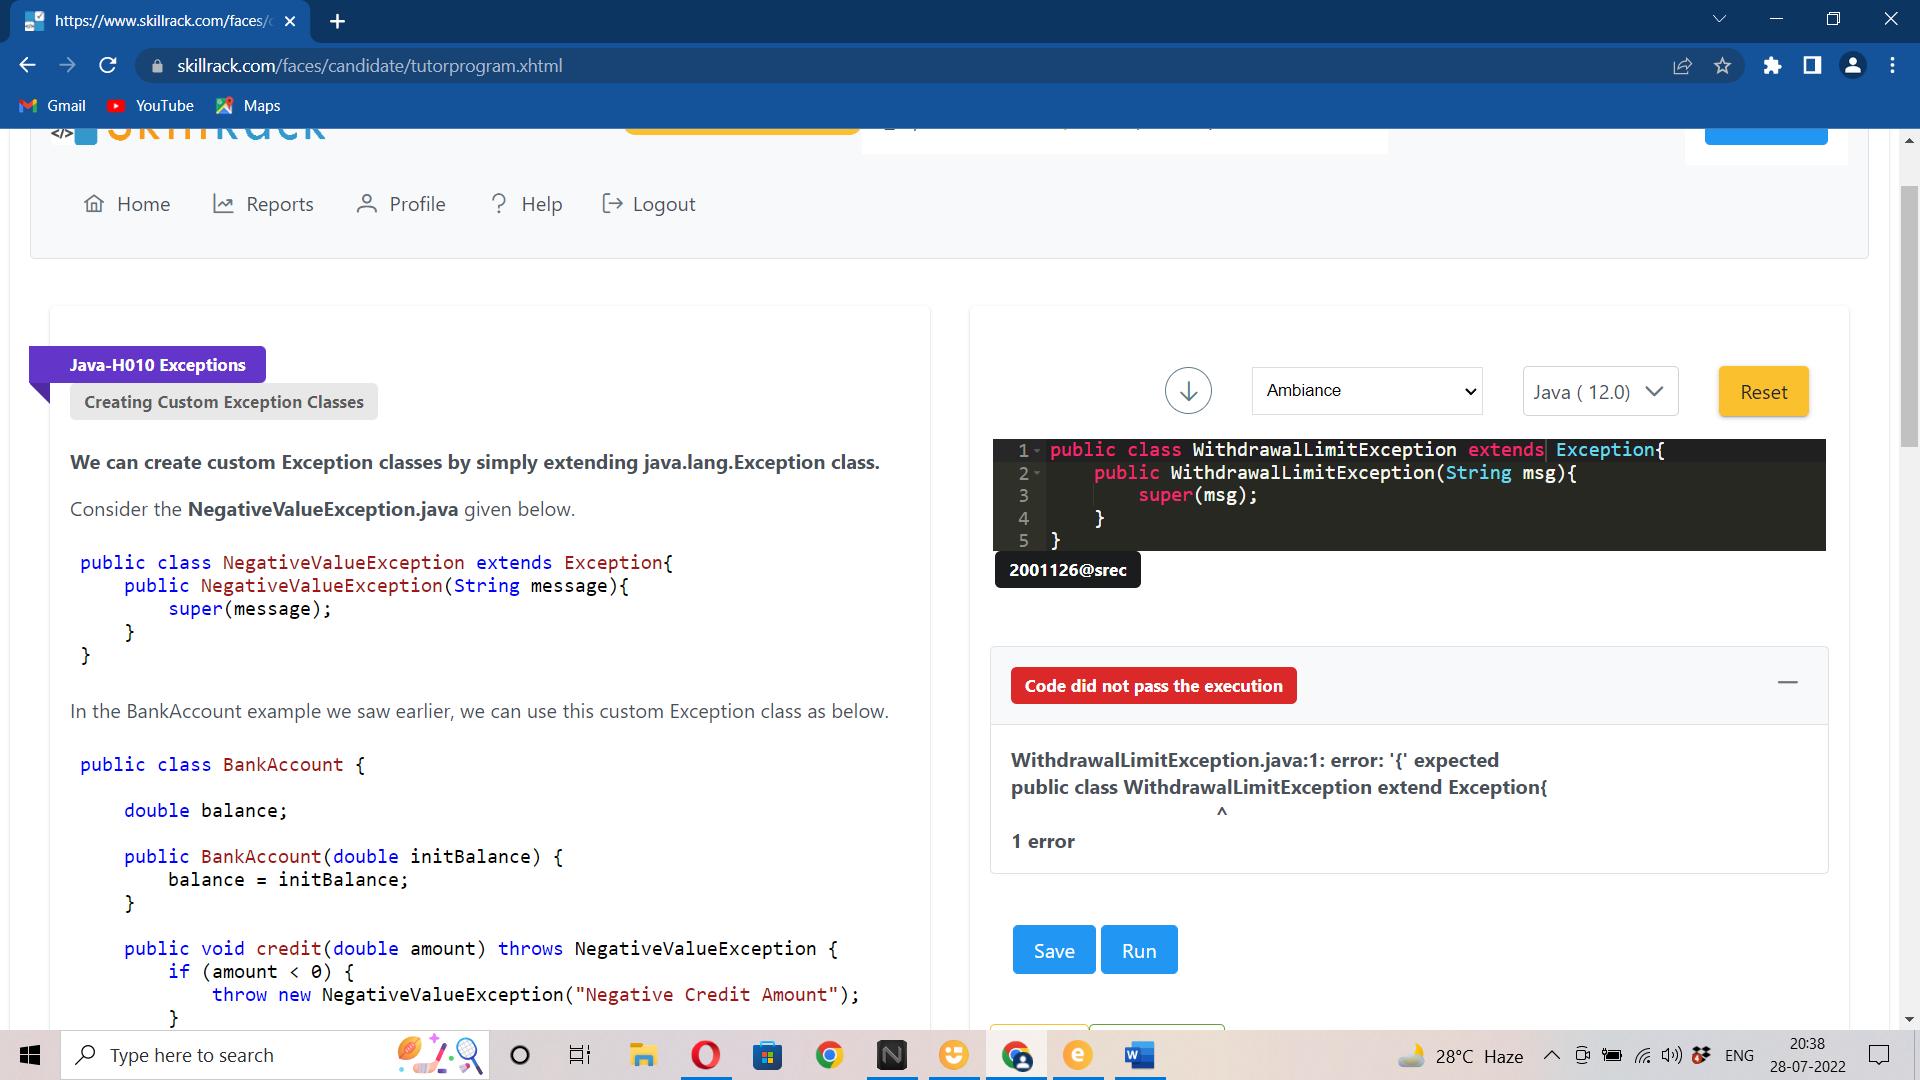 https://www.skillrack.com/faces/c
skillrack.com/faces/candidate/tutorprogram.xhtml
Gmail YouTube Maps
</> SkillRack
Home Reports Profile Help Logout
Java-H010 Exceptions
Creating Custom Exception Classes
We can create custom Exception classes by simply extending java.lang.Exception class.
Consider the NegativeValueException.java given below.
public class NegativeValueException extends Exception{
public NegativeValueException(String message){
super(message);
}
}
In the BankAccount example we saw earlier, we can use this custom Exception class as below.
public class BankAccount {
double balance;
public BankAccount(double initBalance) {
balance = initBalance;
}
public void credit(double amount) throws NegativeValueException {
if (amount < 0) {
throw new NegativeValueException("Negative Credit Amount");
}
Ambiance Java ( 12.0) Reset
1 public class WithdrawalLimitException extends Exception{
2 public WithdrawalLimitException(String msg){
3 super(msg);
4 }
5 }
2001126@srec
Code did not pass the execution
WithdrawalLimitException.java:1: error: '{' expected
public class WithdrawalLimitException extend Exception{
^
1 error
Save Run
Type here to search
28°C Haze ENG 20:38
28-07-2022